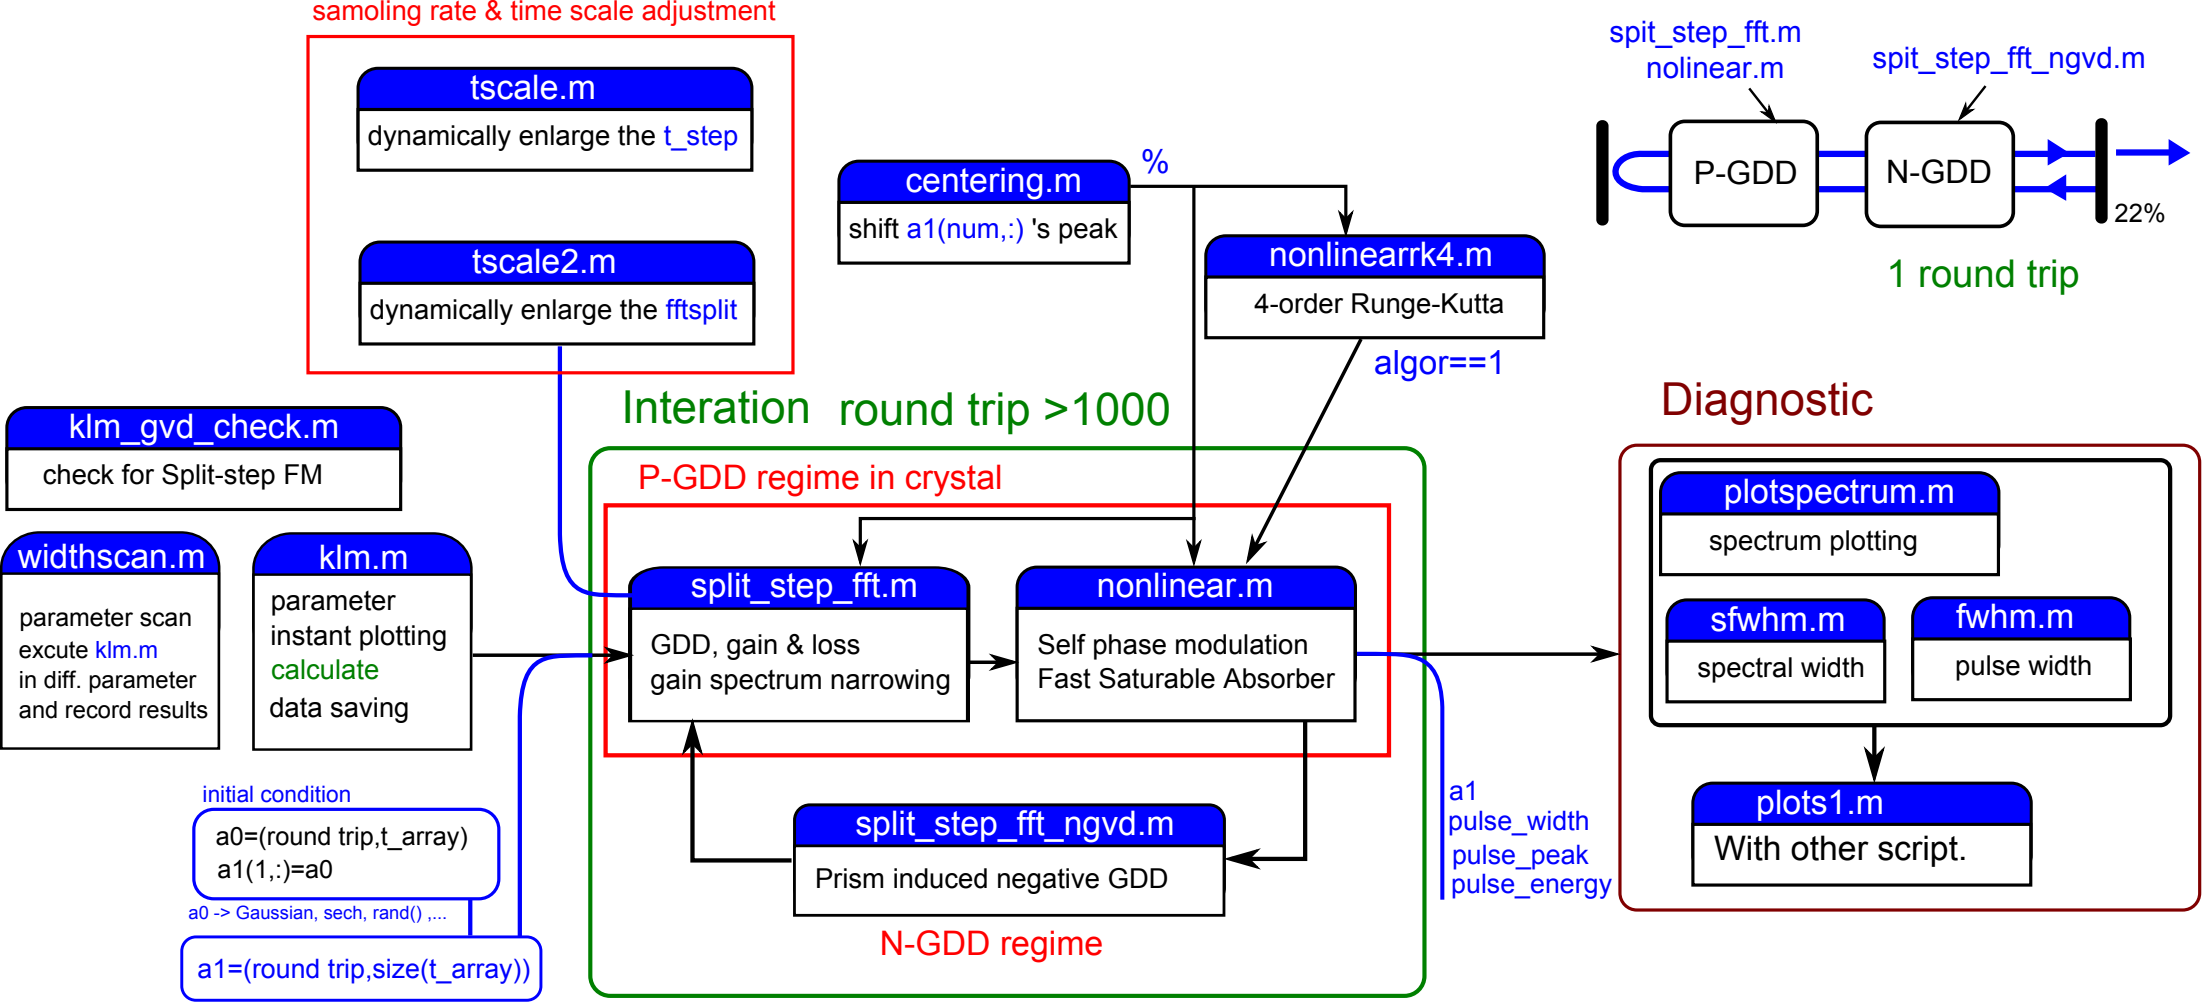 samoling rate & time scale adjustment
tscale.m
dynamically enlarge the t_step
tscale2.m
dynamically enlarge the fftsplit
centering.m
shift a1(num,:) 's peak
%
nonlinearrk4.m
4-order Runge-Kutta
algor==1
spit_step_fft.m
nolinear.m
spit_step_fft_ngvd.m
P-GDD
N-GDD
22%
1 round trip
klm_gvd_check.m
check for Split-step FM
widthscan.m
parameter scan
excute klm.m
in diff. parameter
and record results
klm.m
parameter
instant plotting
calculate
data saving
initial condition
a0=(round trip,t_array)
a1(1,:)=a0
a0 -> Gaussian, sech, rand() ,...
a1=(round trip,size(t_array))
Interation round trip >1000
P-GDD regime in crystal
split_step_fft.m
GDD, gain & loss
gain spectrum narrowing
nonlinear.m
Self phase modulation
Fast Saturable Absorber
split_step_fft_ngvd.m
Prism induced negative GDD
N-GDD regime
a1
pulse_width
pulse_peak
pulse_energy
Diagnostic
plotspectrum.m
spectrum plotting
sfwhm.m
spectral width
fwhm.m
pulse width
plots1.m
With other script.